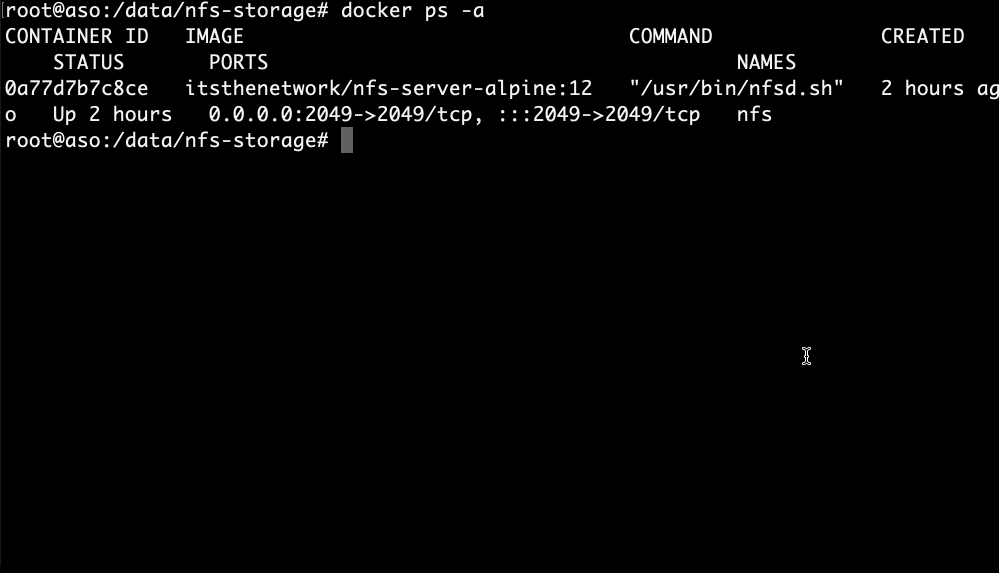 root@aso:/data/nfs-storage# docker ps -a
CONTAINER ID   IMAGE                                COMMAND              CREATED
    STATUS       PORTS                                       NAMES
0a77d7b7c8ce   itsthenetwork/nfs-server-alpine:12   "/usr/bin/nfsd.sh"   2 hours ag
o   Up 2 hours   0.0.0.0:2049->2049/tcp, :::2049->2049/tcp   nfs
root@aso:/data/nfs-storage#